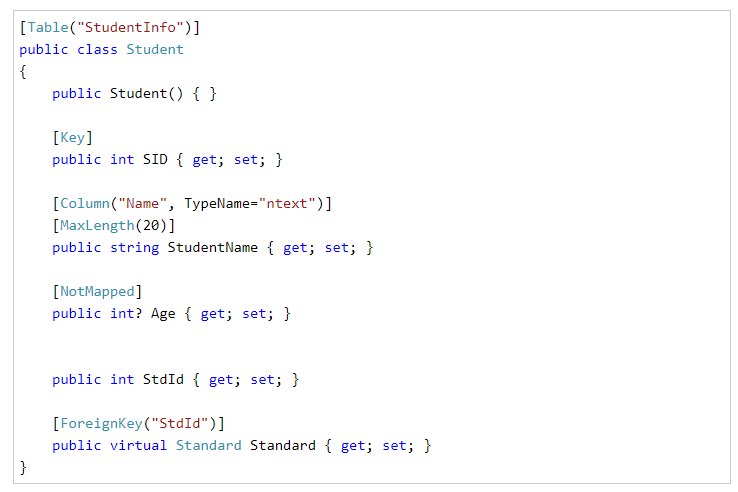 [Table("StudentInfo")]
public class Student
{
    public Student() { }

    [Key]
    public int SID { get; set; }

    [Column("Name", TypeName="ntext")]
    [MaxLength(20)]
    public string StudentName { get; set; }

    [NotMapped]
    public int? Age { get; set; }


    public int StdId { get; set; }

    [ForeignKey("StdId")]
    public virtual Standard Standard { get; set; }
}